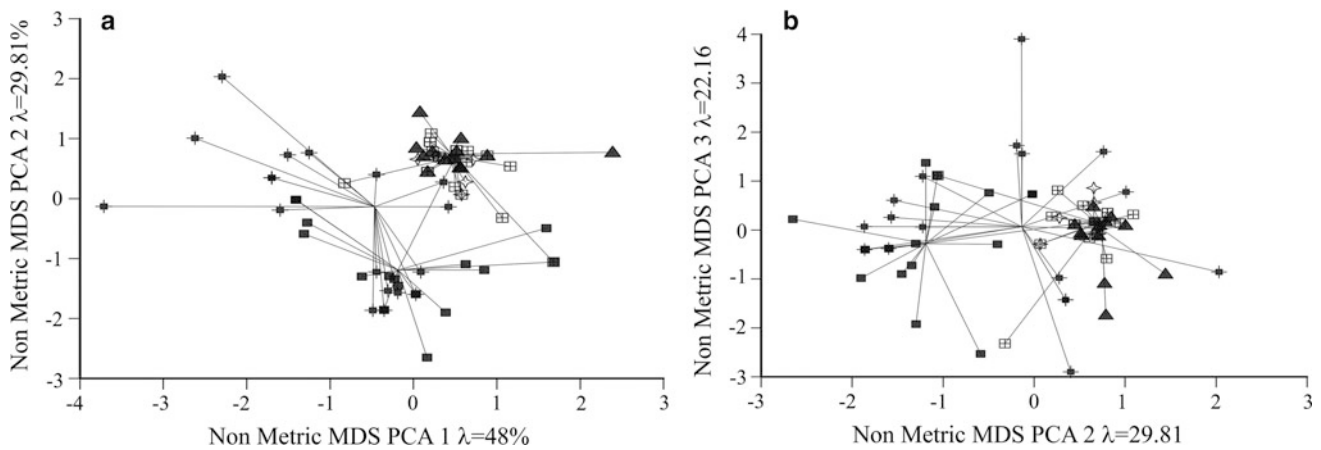 a
Non Metric MDS PCA 2 λ=29.81%
3
2
1
0
-1
-2
-3
-4 -3 -2 -1 0 1 2 3
Non Metric MDS PCA 1 λ=48%
b
Non Metric MDS PCA 3 λ=22.16
4
3
2
1
0
-1
-2
-3
-3 -2 -1 0 1 2 3
Non Metric MDS PCA 2 λ=29.81